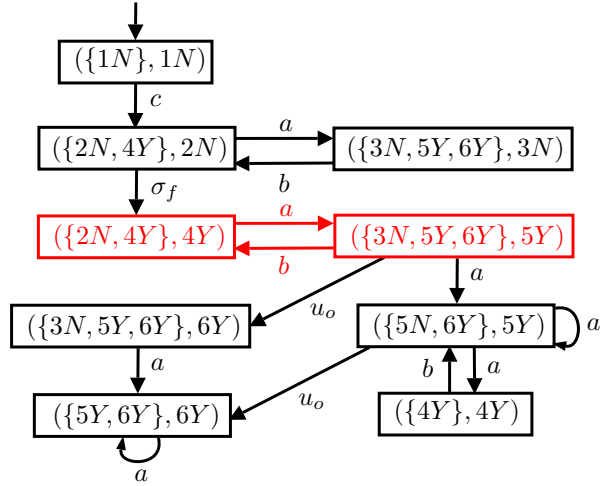 ({1N}, 1N)
c
({2N, 4Y}, 2N)
a
({3N, 5Y, 6Y}, 3N)
b
σ_f
({2N, 4Y}, 4Y)
a
({3N, 5Y, 6Y}, 5Y)
b
a
u_o
({3N, 5Y, 6Y}, 6Y)
({5N, 6Y}, 5Y)
a
a
b
a
u_o
({5Y, 6Y}, 6Y)
({4Y}, 4Y)
a